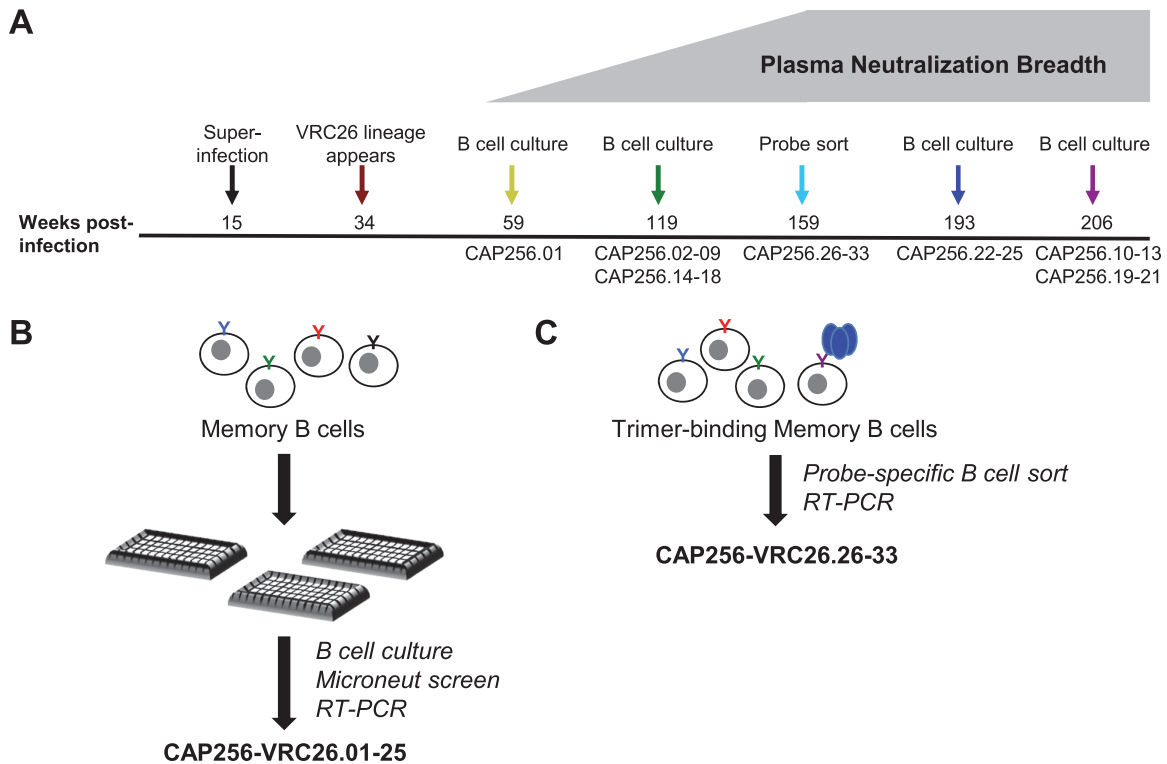 A
Plasma Neutralization Breadth
Super-
infection
VRC26 lineage
appears
B cell culture
B cell culture
Probe sort
B cell culture
B cell culture
Weeks post-
infection
15
34
59
119
159
193
206
CAP256.01
CAP256.02-09
CAP256.14-18
CAP256.26-33
CAP256.22-25
CAP256.10-13
CAP256.19-21
B
Memory B cells
B cell culture
Microneut screen
RT-PCR
CAP256-VRC26.01-25
C
Trimer-binding Memory B cells
Probe-specific B cell sort
RT-PCR
CAP256-VRC26.26-33